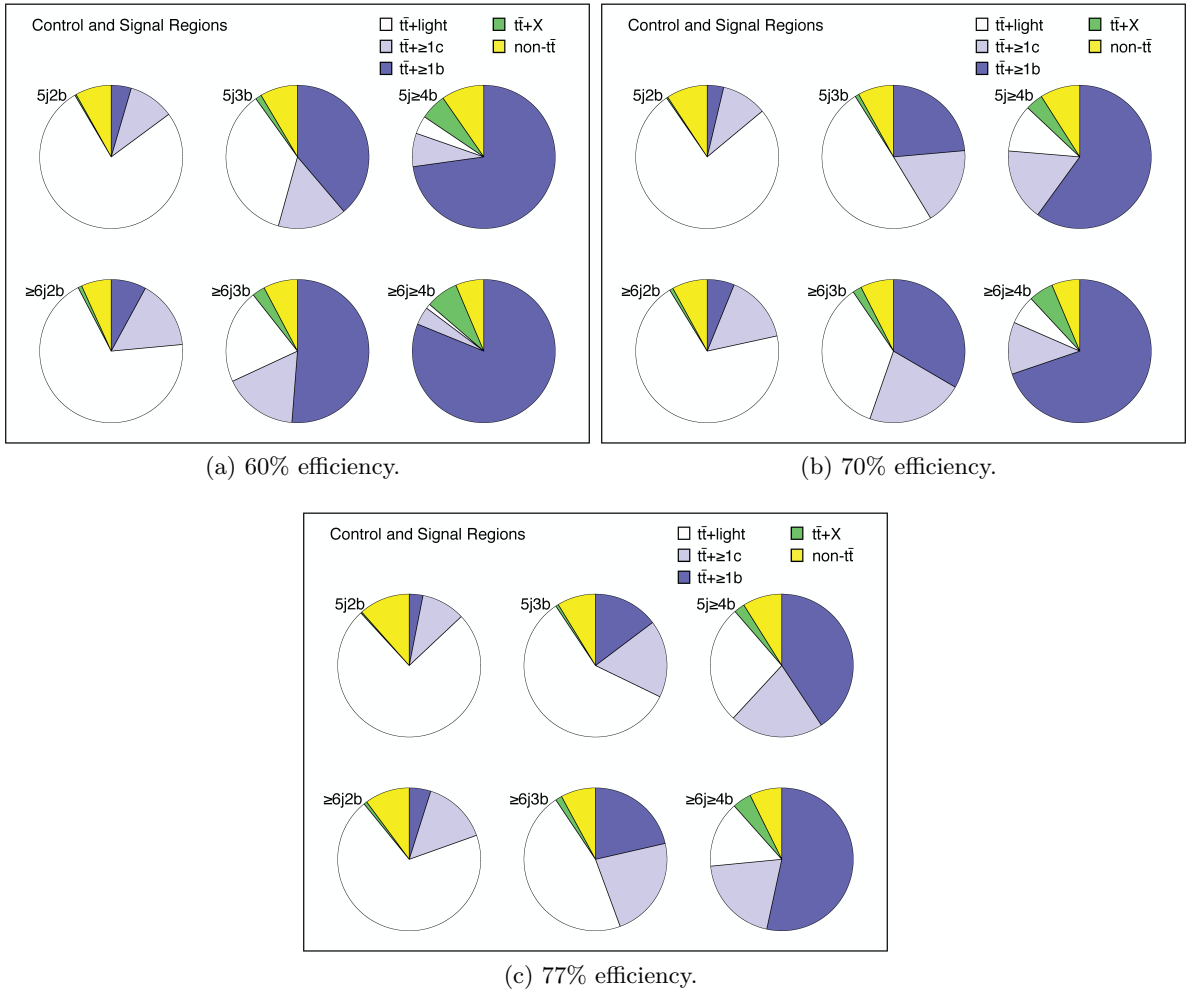 Control and Signal Regions
tt̄+light
tt̄+X
tt̄+≥1c
non-tt̄
tt̄+≥1b
5j2b
5j3b
5j≥4b
≥6j2b
≥6j3b
≥6j≥4b
(a) 60% efficiency.
Control and Signal Regions
tt̄+light
tt̄+X
tt̄+≥1c
non-tt̄
tt̄+≥1b
5j2b
5j3b
5j≥4b
≥6j2b
≥6j3b
≥6j≥4b
(b) 70% efficiency.
Control and Signal Regions
tt̄+light
tt̄+X
tt̄+≥1c
non-tt̄
tt̄+≥1b
5j2b
5j3b
5j≥4b
≥6j2b
≥6j3b
≥6j≥4b
(c) 77% efficiency.